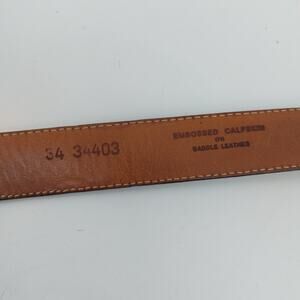 34 34403
EMBOSSED CALFSKIN
ON
SADDLE LEATHER